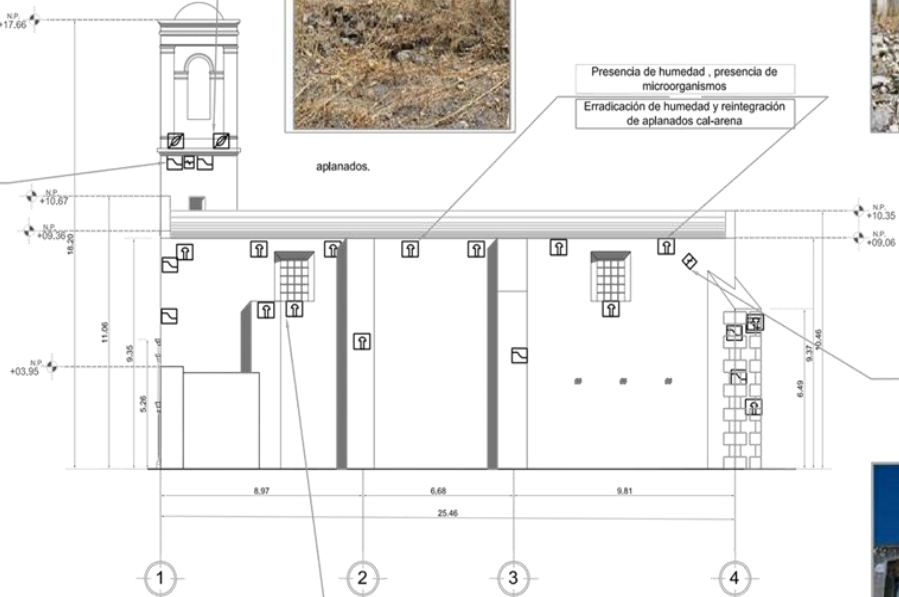 N.P.
+17.66
Presencia de humedad , presencia de
microorganismos
Erradicación de humedad y reintegración
de aplanados cal-arena
aplanados.
N.P.
+10.67
N.P.
+09.36
18.20
N.P.
+10.35
N.P.
+09.06
11.06
9.35
N.P.
+03.95
5.26
10.46
9.37
6.49
8.97
6.68
9.81
25.46
1
2
3
4